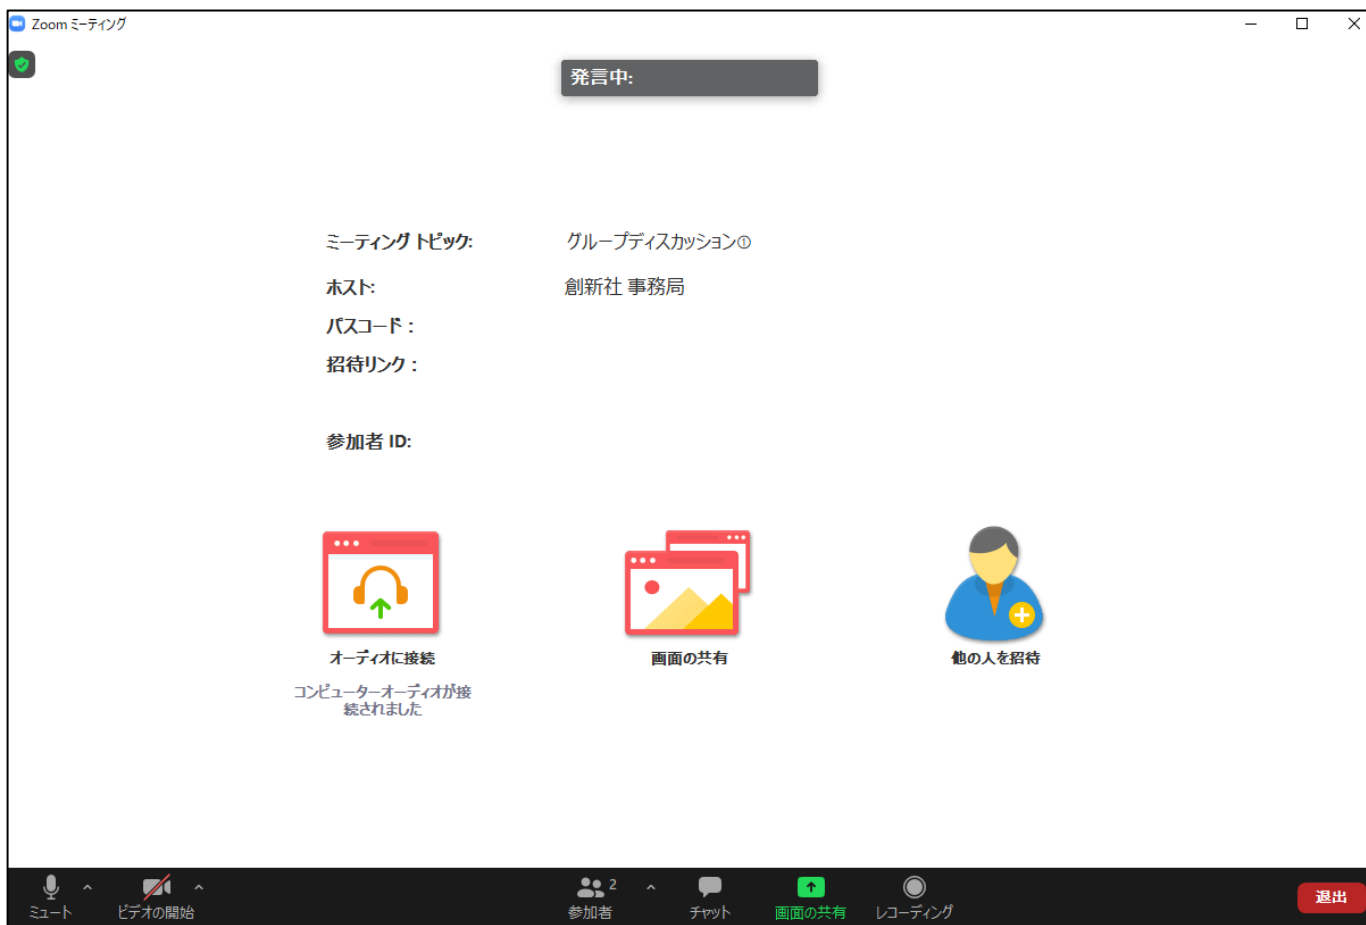 Zoom ミーティング
発言中:
ミーティング トピック: グループディスカッション①
ホスト: 創新社 事務局
パスコード：
招待リンク：
参加者 ID:
オーディオに接続
画面の共有
他の人を招待
コンピューターオーディオが接
続されました
ミュート
ビデオの開始
2
参加者
チャット
画面の共有
レコーディング
退出